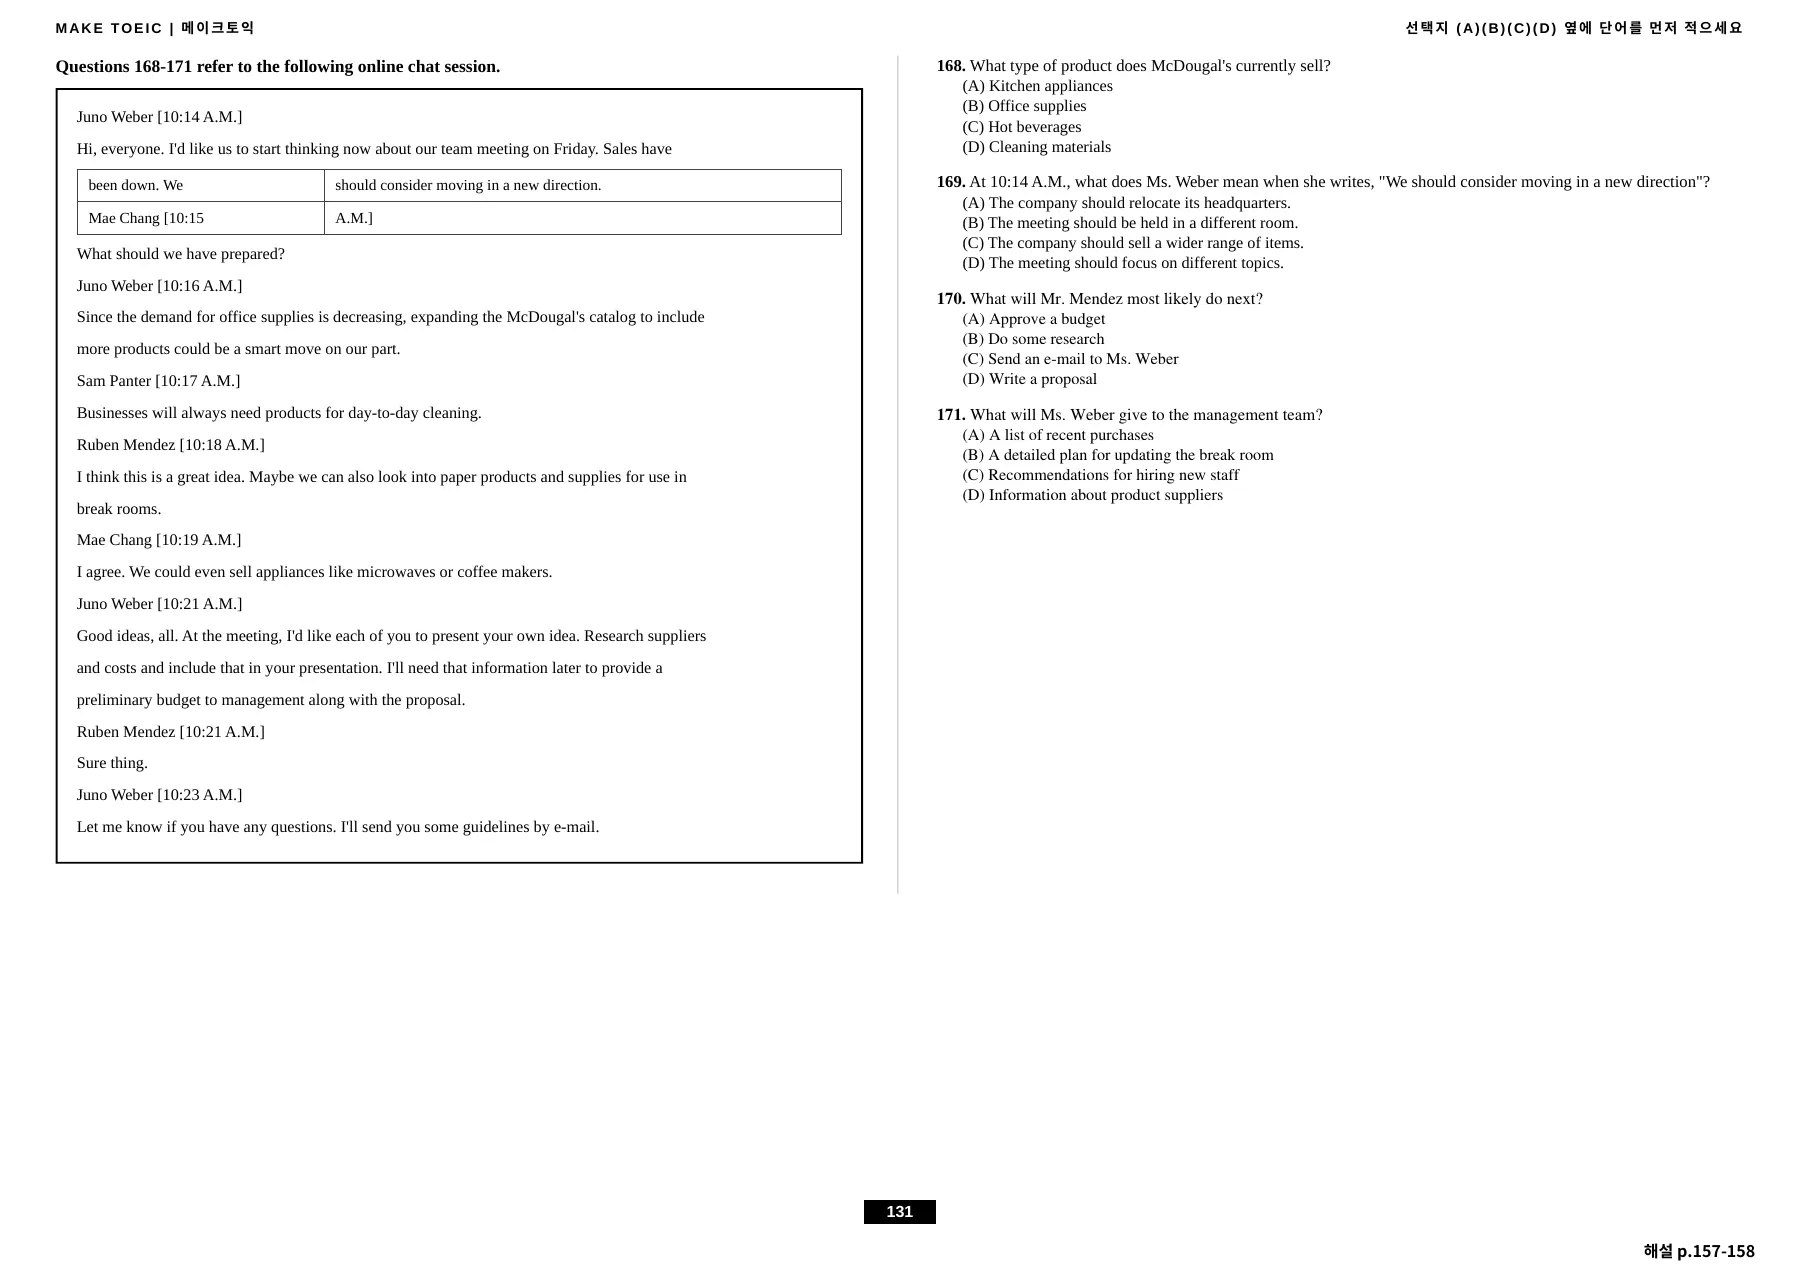 MAKE TOEIC | 메이크토익
선택지 (A)(B)(C)(D) 옆에 단어를 먼저 적으세요
Questions 168-171 refer to the following online chat session.
Juno Weber [10:14 A.M.]
Hi, everyone. I'd like us to start thinking now about our team meeting on Friday. Sales have
been down. We should consider moving in a new direction.
Mae Chang [10:15 A.M.]
What should we have prepared?
Juno Weber [10:16 A.M.]
Since the demand for office supplies is decreasing, expanding the McDougal's catalog to include
more products could be a smart move on our part.
Sam Panter [10:17 A.M.]
Businesses will always need products for day-to-day cleaning.
Ruben Mendez [10:18 A.M.]
I think this is a great idea. Maybe we can also look into paper products and supplies for use in
break rooms.
Mae Chang [10:19 A.M.]
I agree. We could even sell appliances like microwaves or coffee makers.
Juno Weber [10:21 A.M.]
Good ideas, all. At the meeting, I'd like each of you to present your own idea. Research suppliers
and costs and include that in your presentation. I'll need that information later to provide a
preliminary budget to management along with the proposal.
Ruben Mendez [10:21 A.M.]
Sure thing.
Juno Weber [10:23 A.M.]
Let me know if you have any questions. I'll send you some guidelines by e-mail.
168. What type of product does McDougal's currently sell?
(A) Kitchen appliances
(B) Office supplies
(C) Hot beverages
(D) Cleaning materials
169. At 10:14 A.M., what does Ms. Weber mean when she writes, "We should consider moving in a new direction"?
(A) The company should relocate its headquarters.
(B) The meeting should be held in a different room.
(C) The company should sell a wider range of items.
(D) The meeting should focus on different topics.
170. What will Mr. Mendez most likely do next?
(A) Approve a budget
(B) Do some research
(C) Send an e-mail to Ms. Weber
(D) Write a proposal
171. What will Ms. Weber give to the management team?
(A) A list of recent purchases
(B) A detailed plan for updating the break room
(C) Recommendations for hiring new staff
(D) Information about product suppliers
131
해설 p.157-158